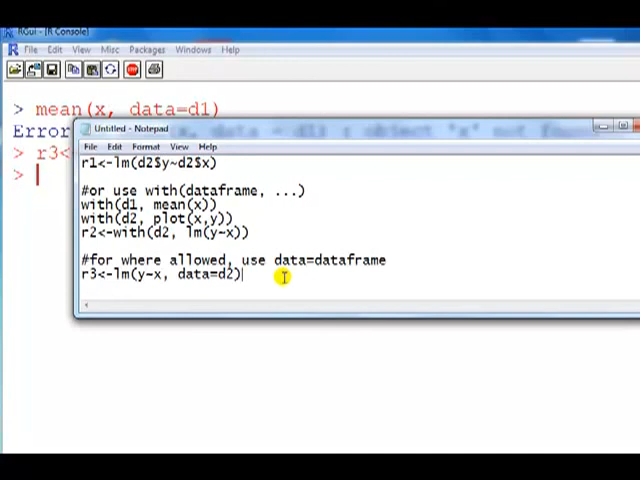 RGui - [R Console]
File Edit View Misc Packages Windows Help
> mean(x, data=d1)
Error object "x" not
> r3<
>
Untitled - Notepad
File Edit Format View Help
r1<-lm(d2$y~d2$x)
#or use with(dataframe, ...)
with(d1, mean(x))
with(d2, plot(x,y))
r2<-with(d2, lm(y~x))
#for where allowed, use data=dataframe
r3<-lm(y~x, data=d2)